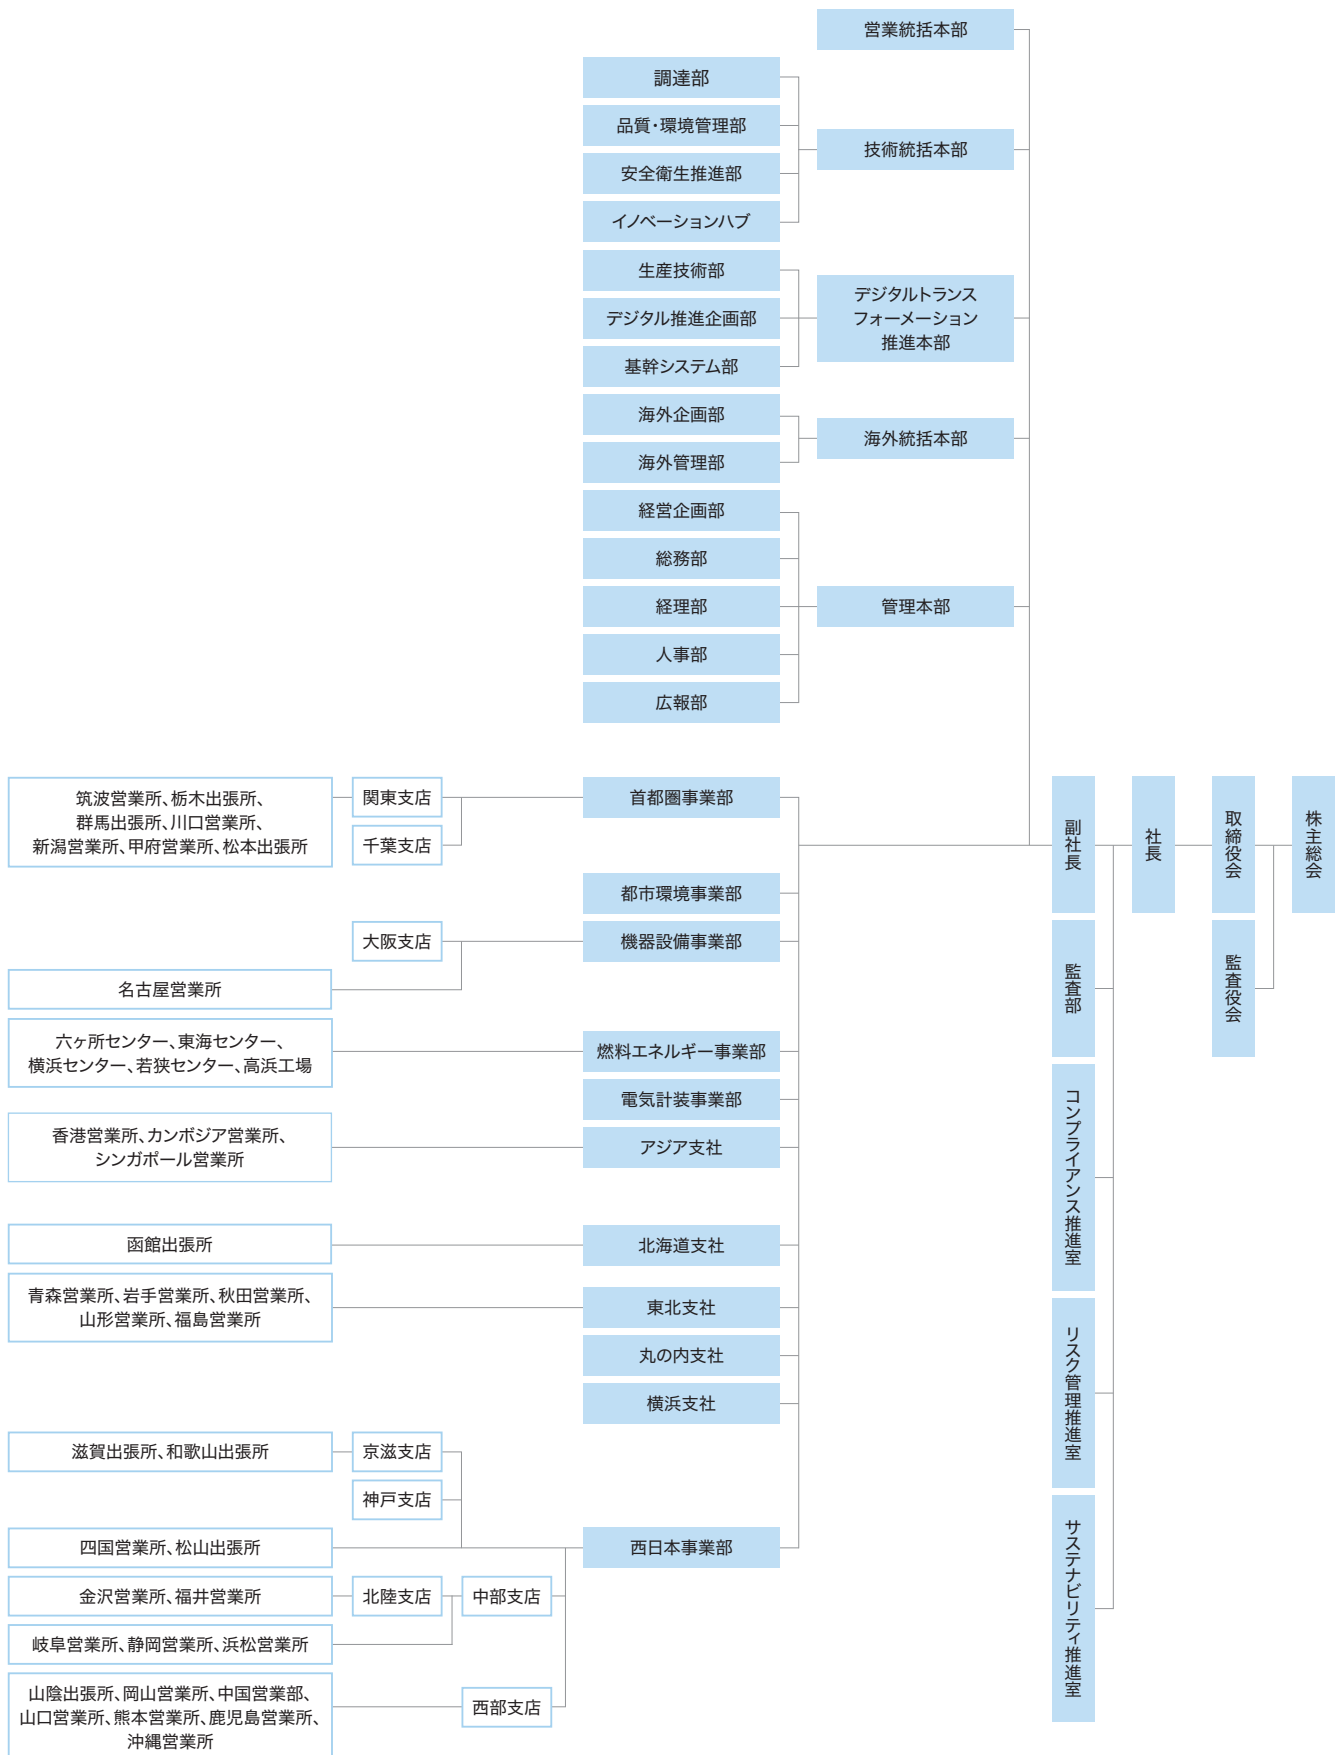 営業統括本部
調達部
品質・環境管理部
安全衛生推進部
イノベーションハブ
技術統括本部
生産技術部
デジタル推進企画部
基幹システム部
デジタルトランス
フォーメーション
推進本部
海外企画部
海外管理部
海外統括本部
経営企画部
総務部
経理部
人事部
広報部
管理本部
筑波営業所、栃木出張所、
群馬出張所、川口営業所、
新潟営業所、甲府営業所、松本出張所
関東支店
千葉支店
首都圏事業部
都市環境事業部
大阪支店
機器設備事業部
名古屋営業所
六ヶ所センター、東海センター、
横浜センター、若狭センター、高浜工場
燃料エネルギー事業部
電気計装事業部
香港営業所、カンボジア営業所、
シンガポール営業所
アジア支社
函館出張所
北海道支社
青森営業所、岩手営業所、秋田営業所、
山形営業所、福島営業所
東北支社
丸の内支社
横浜支社
滋賀出張所、和歌山出張所
京滋支店
神戸支店
四国営業所、松山出張所
西日本事業部
金沢営業所、福井営業所
北陸支店
中部支店
岐阜営業所、静岡営業所、浜松営業所
山陰出張所、岡山営業所、中国営業部、
山口営業所、熊本営業所、鹿児島営業所、
沖縄営業所
西部支店
副社長
社長
取締役会
株主総会
監査部
監査役会
コンプライアンス推進室
リスク管理推進室
サステナビリティ推進室